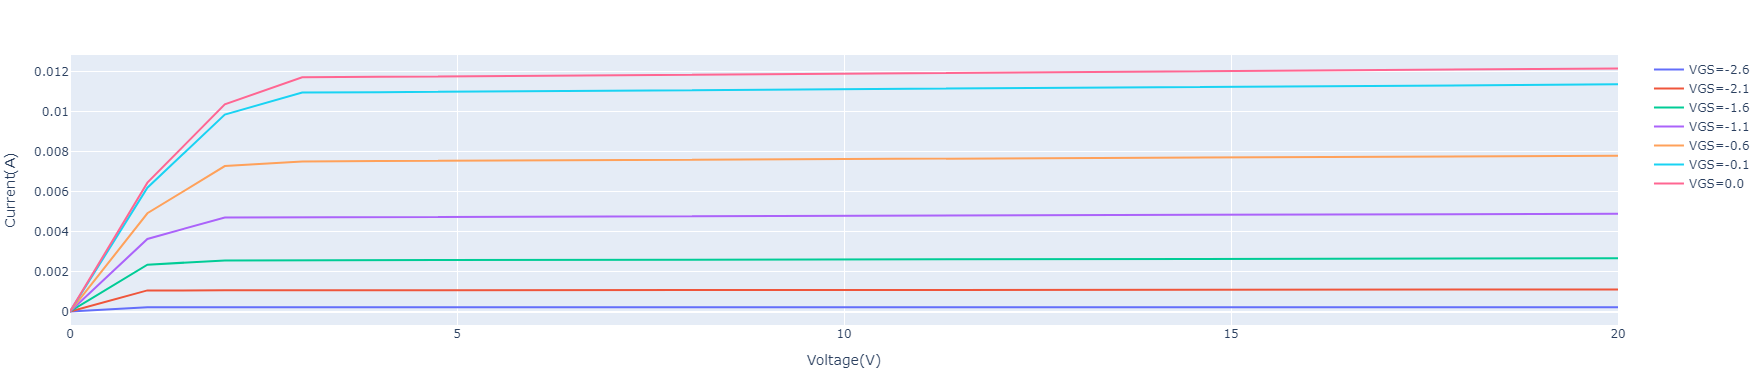 0.012
0.01
0.008
0.006
0.004
0.002
0
Current(A)
0
5
10
15
20
Voltage(V)
VGS=-2.6
VGS=-2.1
VGS=-1.6
VGS=-1.1
VGS=-0.6
VGS=-0.1
VGS=0.0